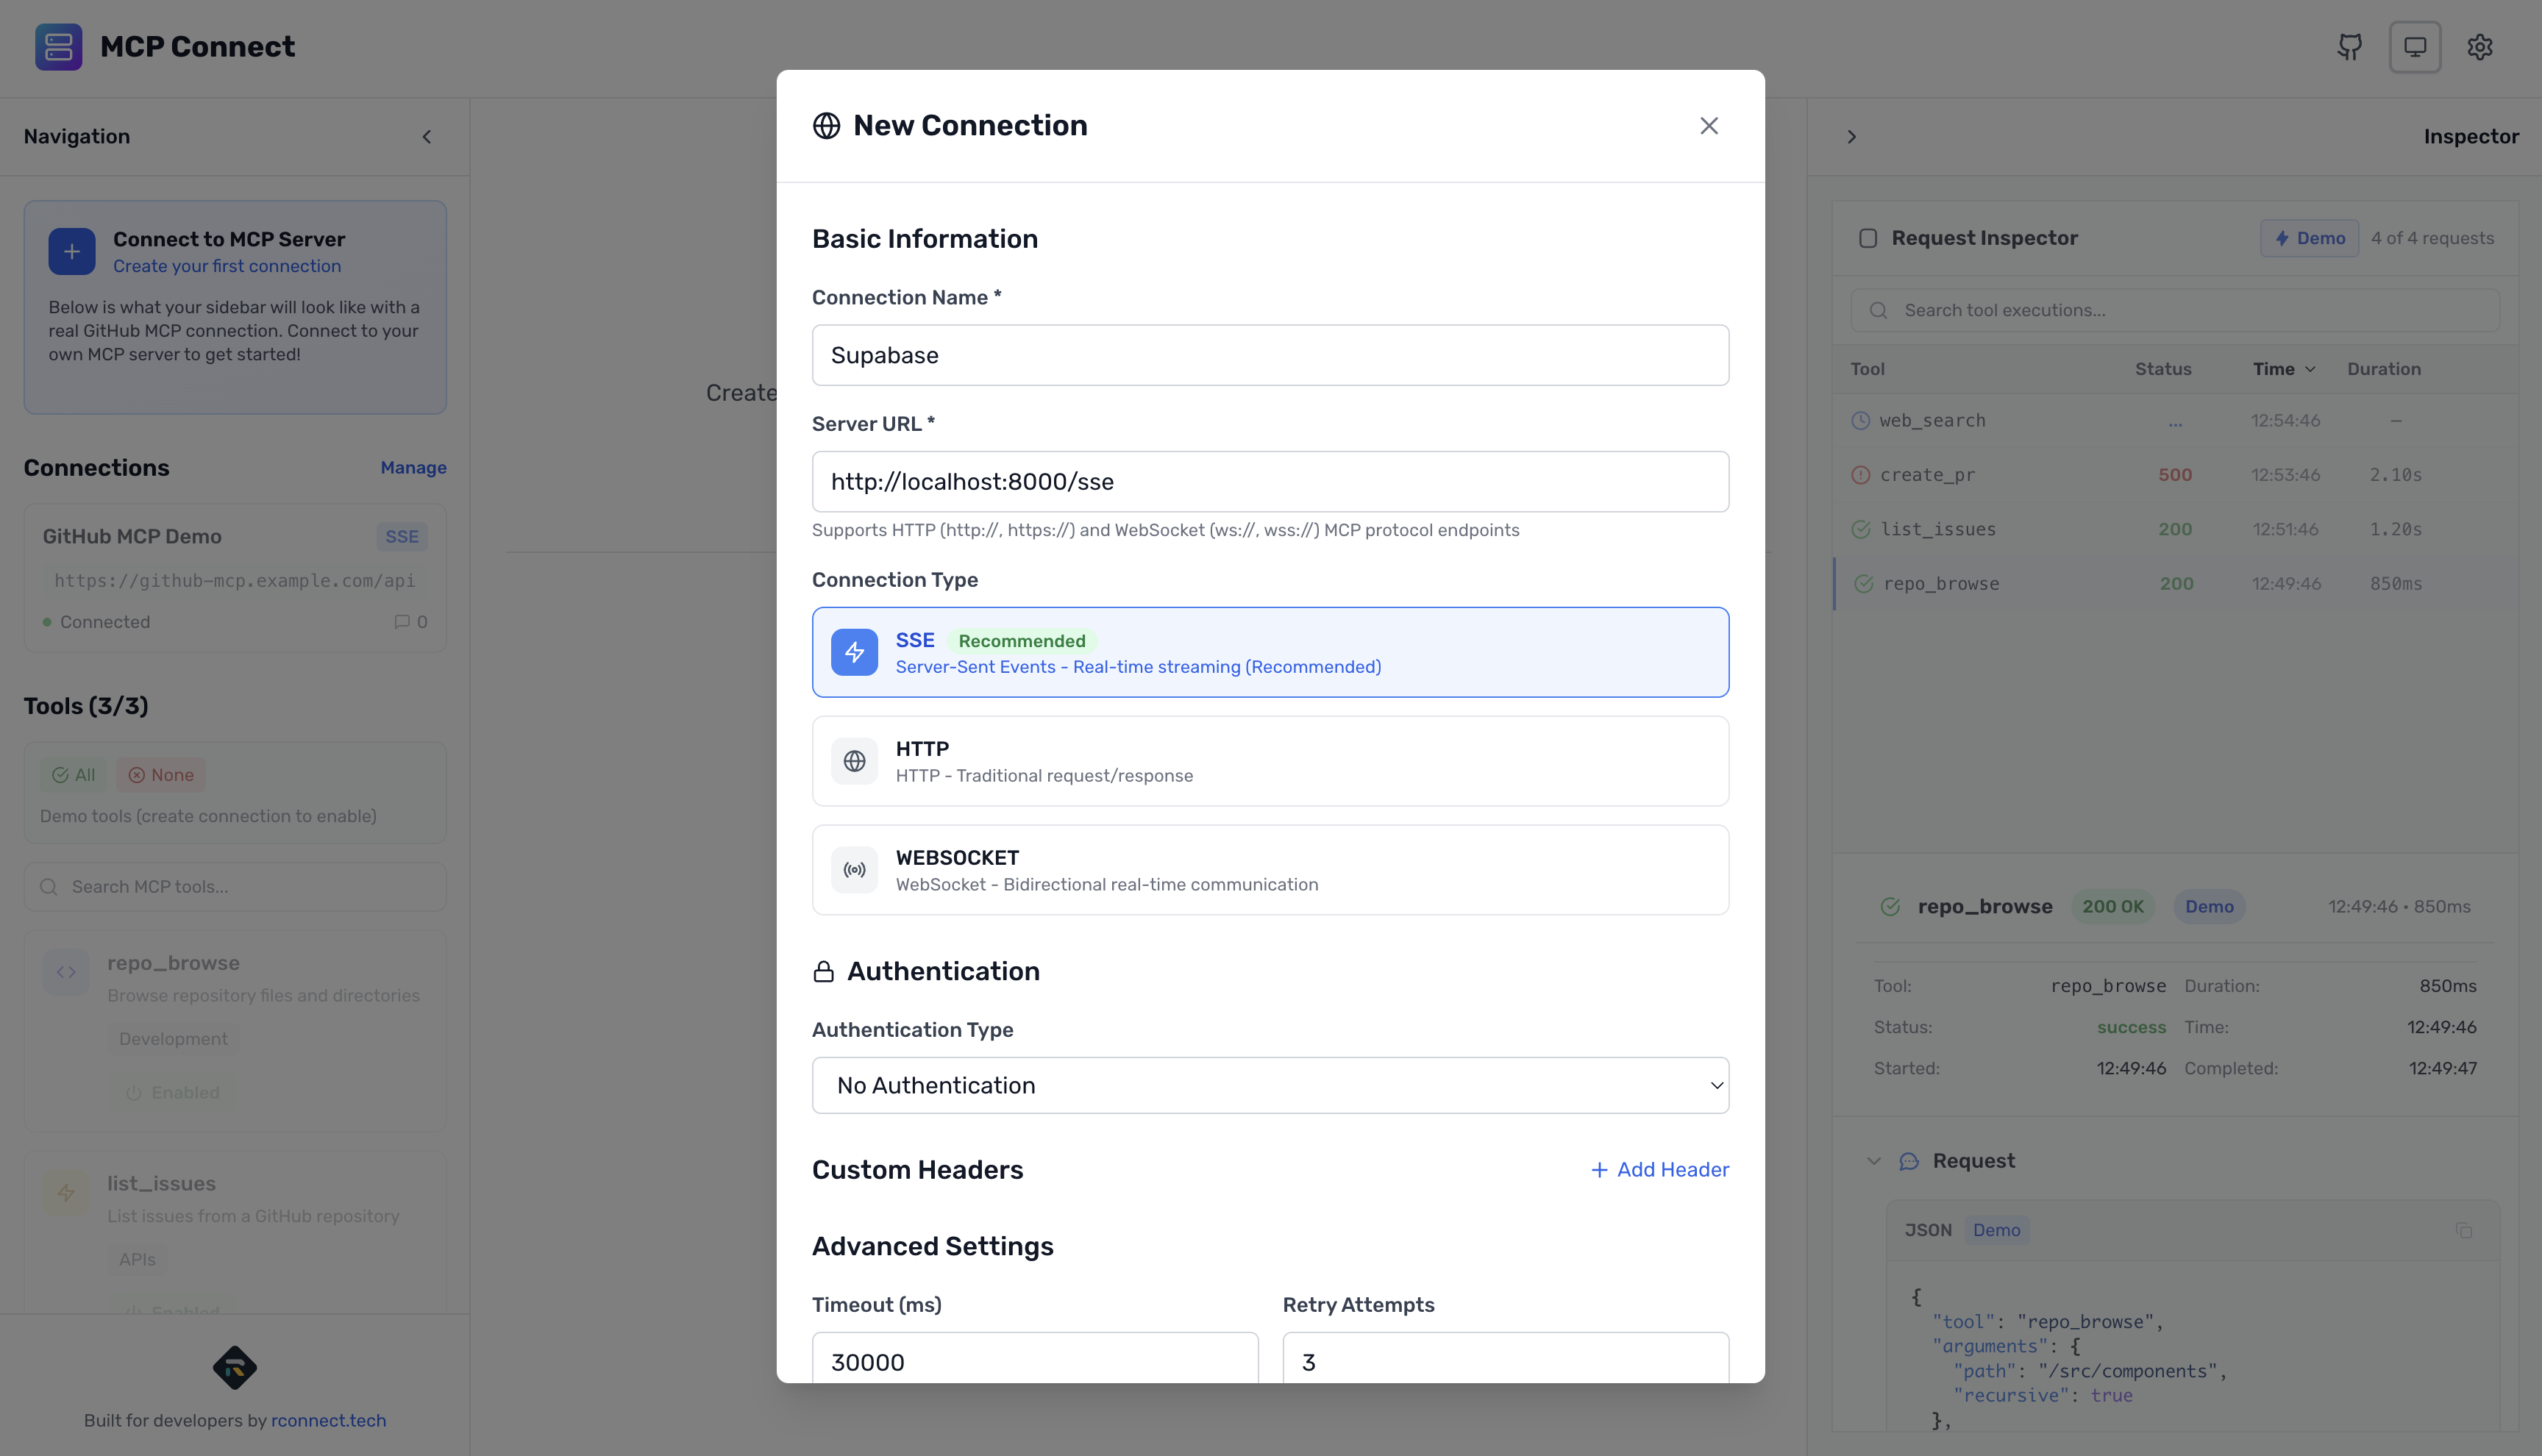 MCP Connect
Navigation
Connect to MCP Server
Create your first connection
Below is what your sidebar will look like with a
real GitHub MCP connection. Connect to your
own MCP server to get started!
Connections
Manage
GitHub MCP Demo
SSE
https://github-mcp.example.com/api
Connected
0
Tools (3/3)
All
None
Demo tools (create connection to enable)
Search MCP tools...
repo_browse
Browse repository files and directories
Development
Enabled
list_issues
List issues from a GitHub repository
APIs
Enabled
Built for developers by rconnect.tech
Create
New Connection
Basic Information
Connection Name *
Supabase
Server URL *
http://localhost:8000/sse
Supports HTTP (http://, https://) and WebSocket (ws://, wss://) MCP protocol endpoints
Connection Type
SSE Recommended
Server-Sent Events - Real-time streaming (Recommended)
HTTP
HTTP - Traditional request/response
WEBSOCKET
WebSocket - Bidirectional real-time communication
Authentication
Authentication Type
No Authentication
Custom Headers
+ Add Header
Advanced Settings
Timeout (ms)
Retry Attempts
30000
3
Inspector
Request Inspector
Demo
4 of 4 requests
Search tool executions...
Tool Status Time Duration
web_search ... 12:54:46 —
create_pr 500 12:53:46 2.10s
list_issues 200 12:51:46 1.20s
repo_browse 200 12:49:46 850ms
repo_browse 200 OK Demo 12:49:46 • 850ms
Tool: repo_browse Duration: 850ms
Status: success Time: 12:49:46
Started: 12:49:46 Completed: 12:49:47
Request
JSON Demo
{
"tool": "repo_browse",
"arguments": {
"path": "/src/components",
"recursive": true
},